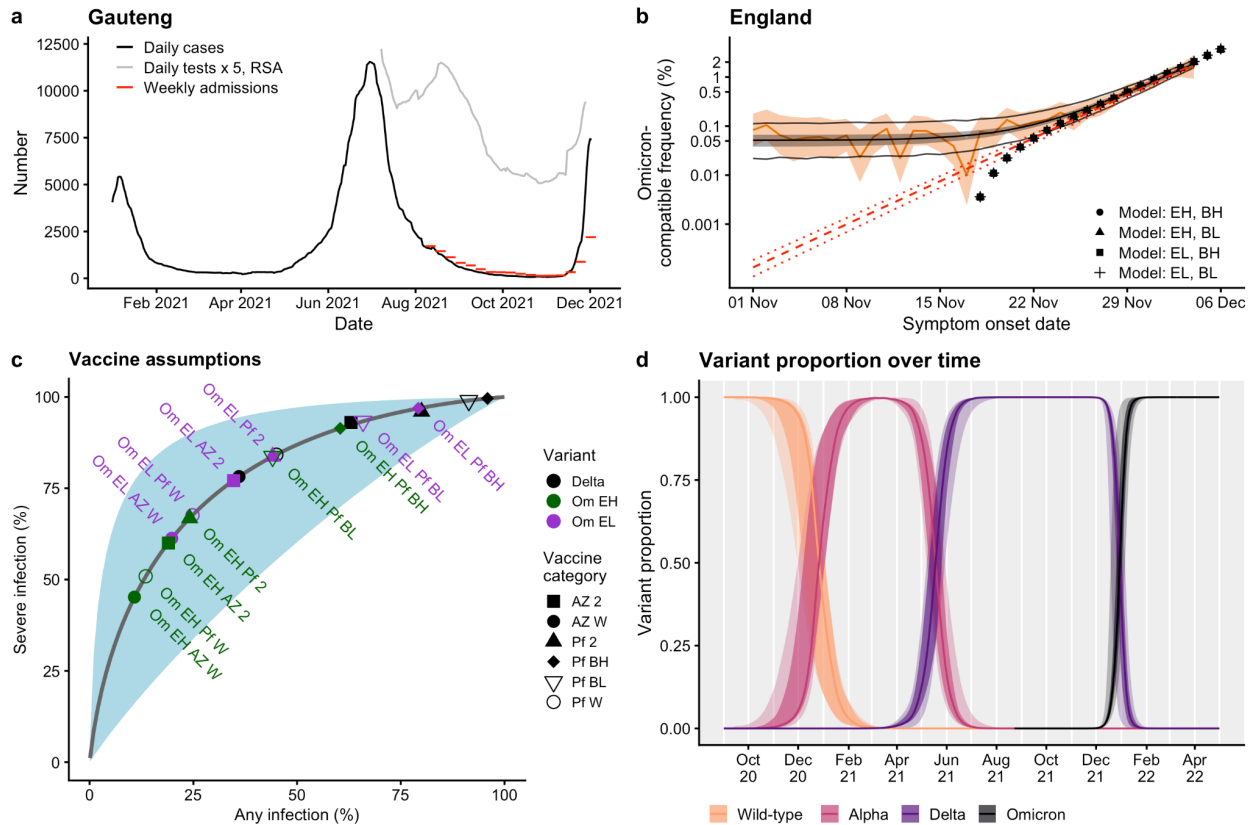 a
Gauteng
Daily cases
Daily tests x 5, RSA
Weekly admissions
Number
12500
10000
7500
5000
2500
0
Feb 2021
Apr 2021
Jun 2021
Aug 2021
Oct 2021
Dec 2021
Date
b
England
Omicron-
compatible frequency (%)
2
1
0.5
0.1
0.05
0.01
0.001
Model: EH, BH
Model: EH, BL
Model: EL, BH
Model: EL, BL
01 Nov
08 Nov
15 Nov
22 Nov
29 Nov
06 Dec
Symptom onset date
c
Vaccine assumptions
Severe infection (%)
100
75
50
25
0
Om EL Pf 2
Om EL AZ 2
Om EL Pf W
Om EL AZ W
Om EL Pf BH
Om EL Pf BL
Om EH Pf BH
Om EH Pf BL
Om EH Pf 2
Om EH AZ 2
Om EH Pf W
Om EH AZ W
0
25
50
75
100
Any infection (%)
Variant
Delta
Om EH
Om EL
Vaccine
category
AZ 2
AZ W
Pf 2
Pf BH
Pf BL
Pf W
d
Variant proportion over time
Variant proportion
1.00
0.75
0.50
0.25
0.00
Oct
20
Dec
20
Feb
21
Apr
21
Jun
21
Aug
21
Oct
21
Dec
21
Feb
22
Apr
22
Wild-type
Alpha
Delta
Omicron